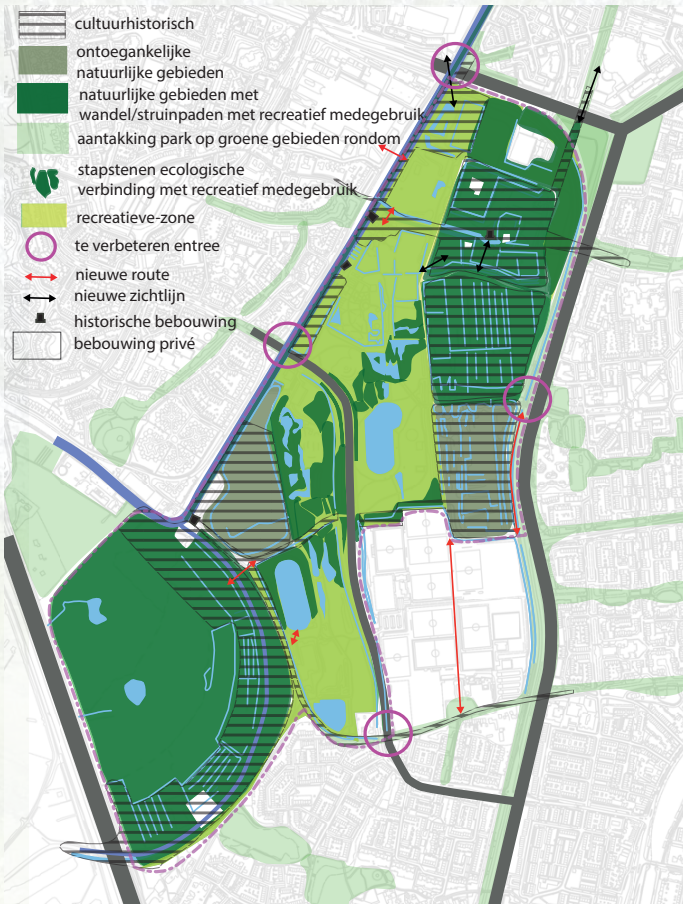 cultuurhistorisch
ontoegankelijke
natuurlijke gebieden
natuurlijke gebieden met
wandel/struinpaden met recreatief medegebruik
aantakking park op groene gebieden rondom
stapstenen ecologische
verbinding met recreatief medegebruik
recreatieve-zone
te verbeteren entree
nieuwe route
nieuwe zichtlijn
historische bebouwing
bebouwing privé